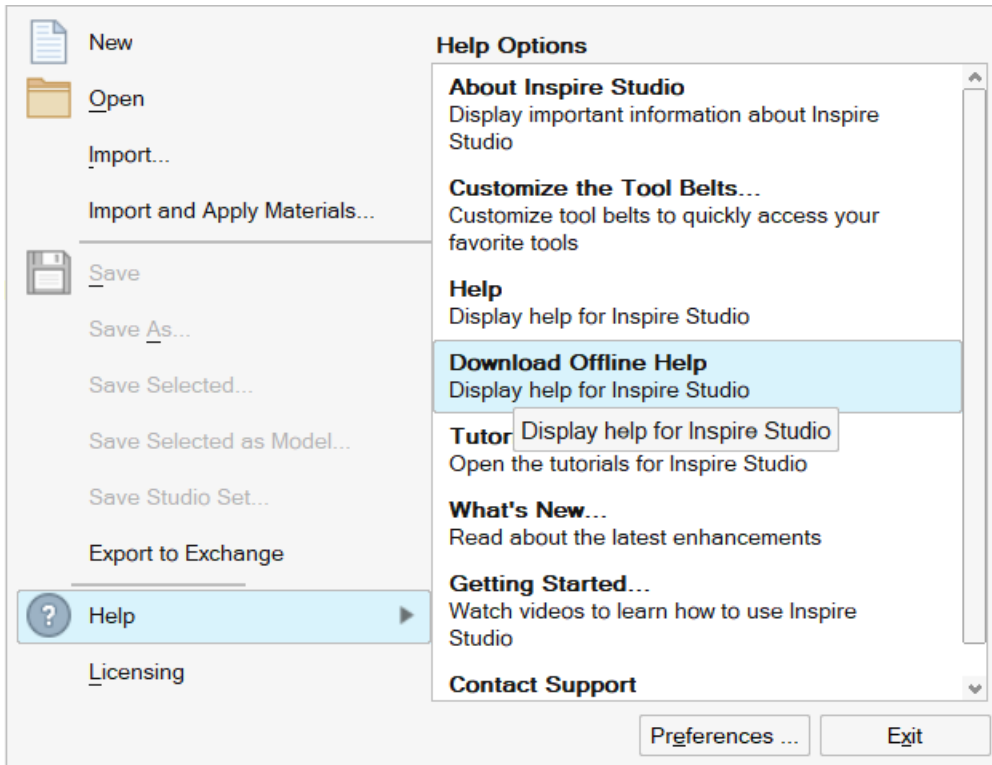 New
Open
Import...
Import and Apply Materials...
Save
Save As...
Save Selected...
Save Selected as Model...
Save Studio Set...
Export to Exchange
Help
Licensing
Help Options
About Inspire Studio
Display important information about Inspire
Studio
Customize the Tool Belts...
Customize tool belts to quickly access your
favorite tools
Help
Display help for Inspire Studio
Download Offline Help
Display help for Inspire Studio
Tutor
Display help for Inspire Studio
Open the tutorials for Inspire Studio
What's New...
Read about the latest enhancements
Getting Started...
Watch videos to learn how to use Inspire
Studio
Contact Support
Preferences ...
Exit